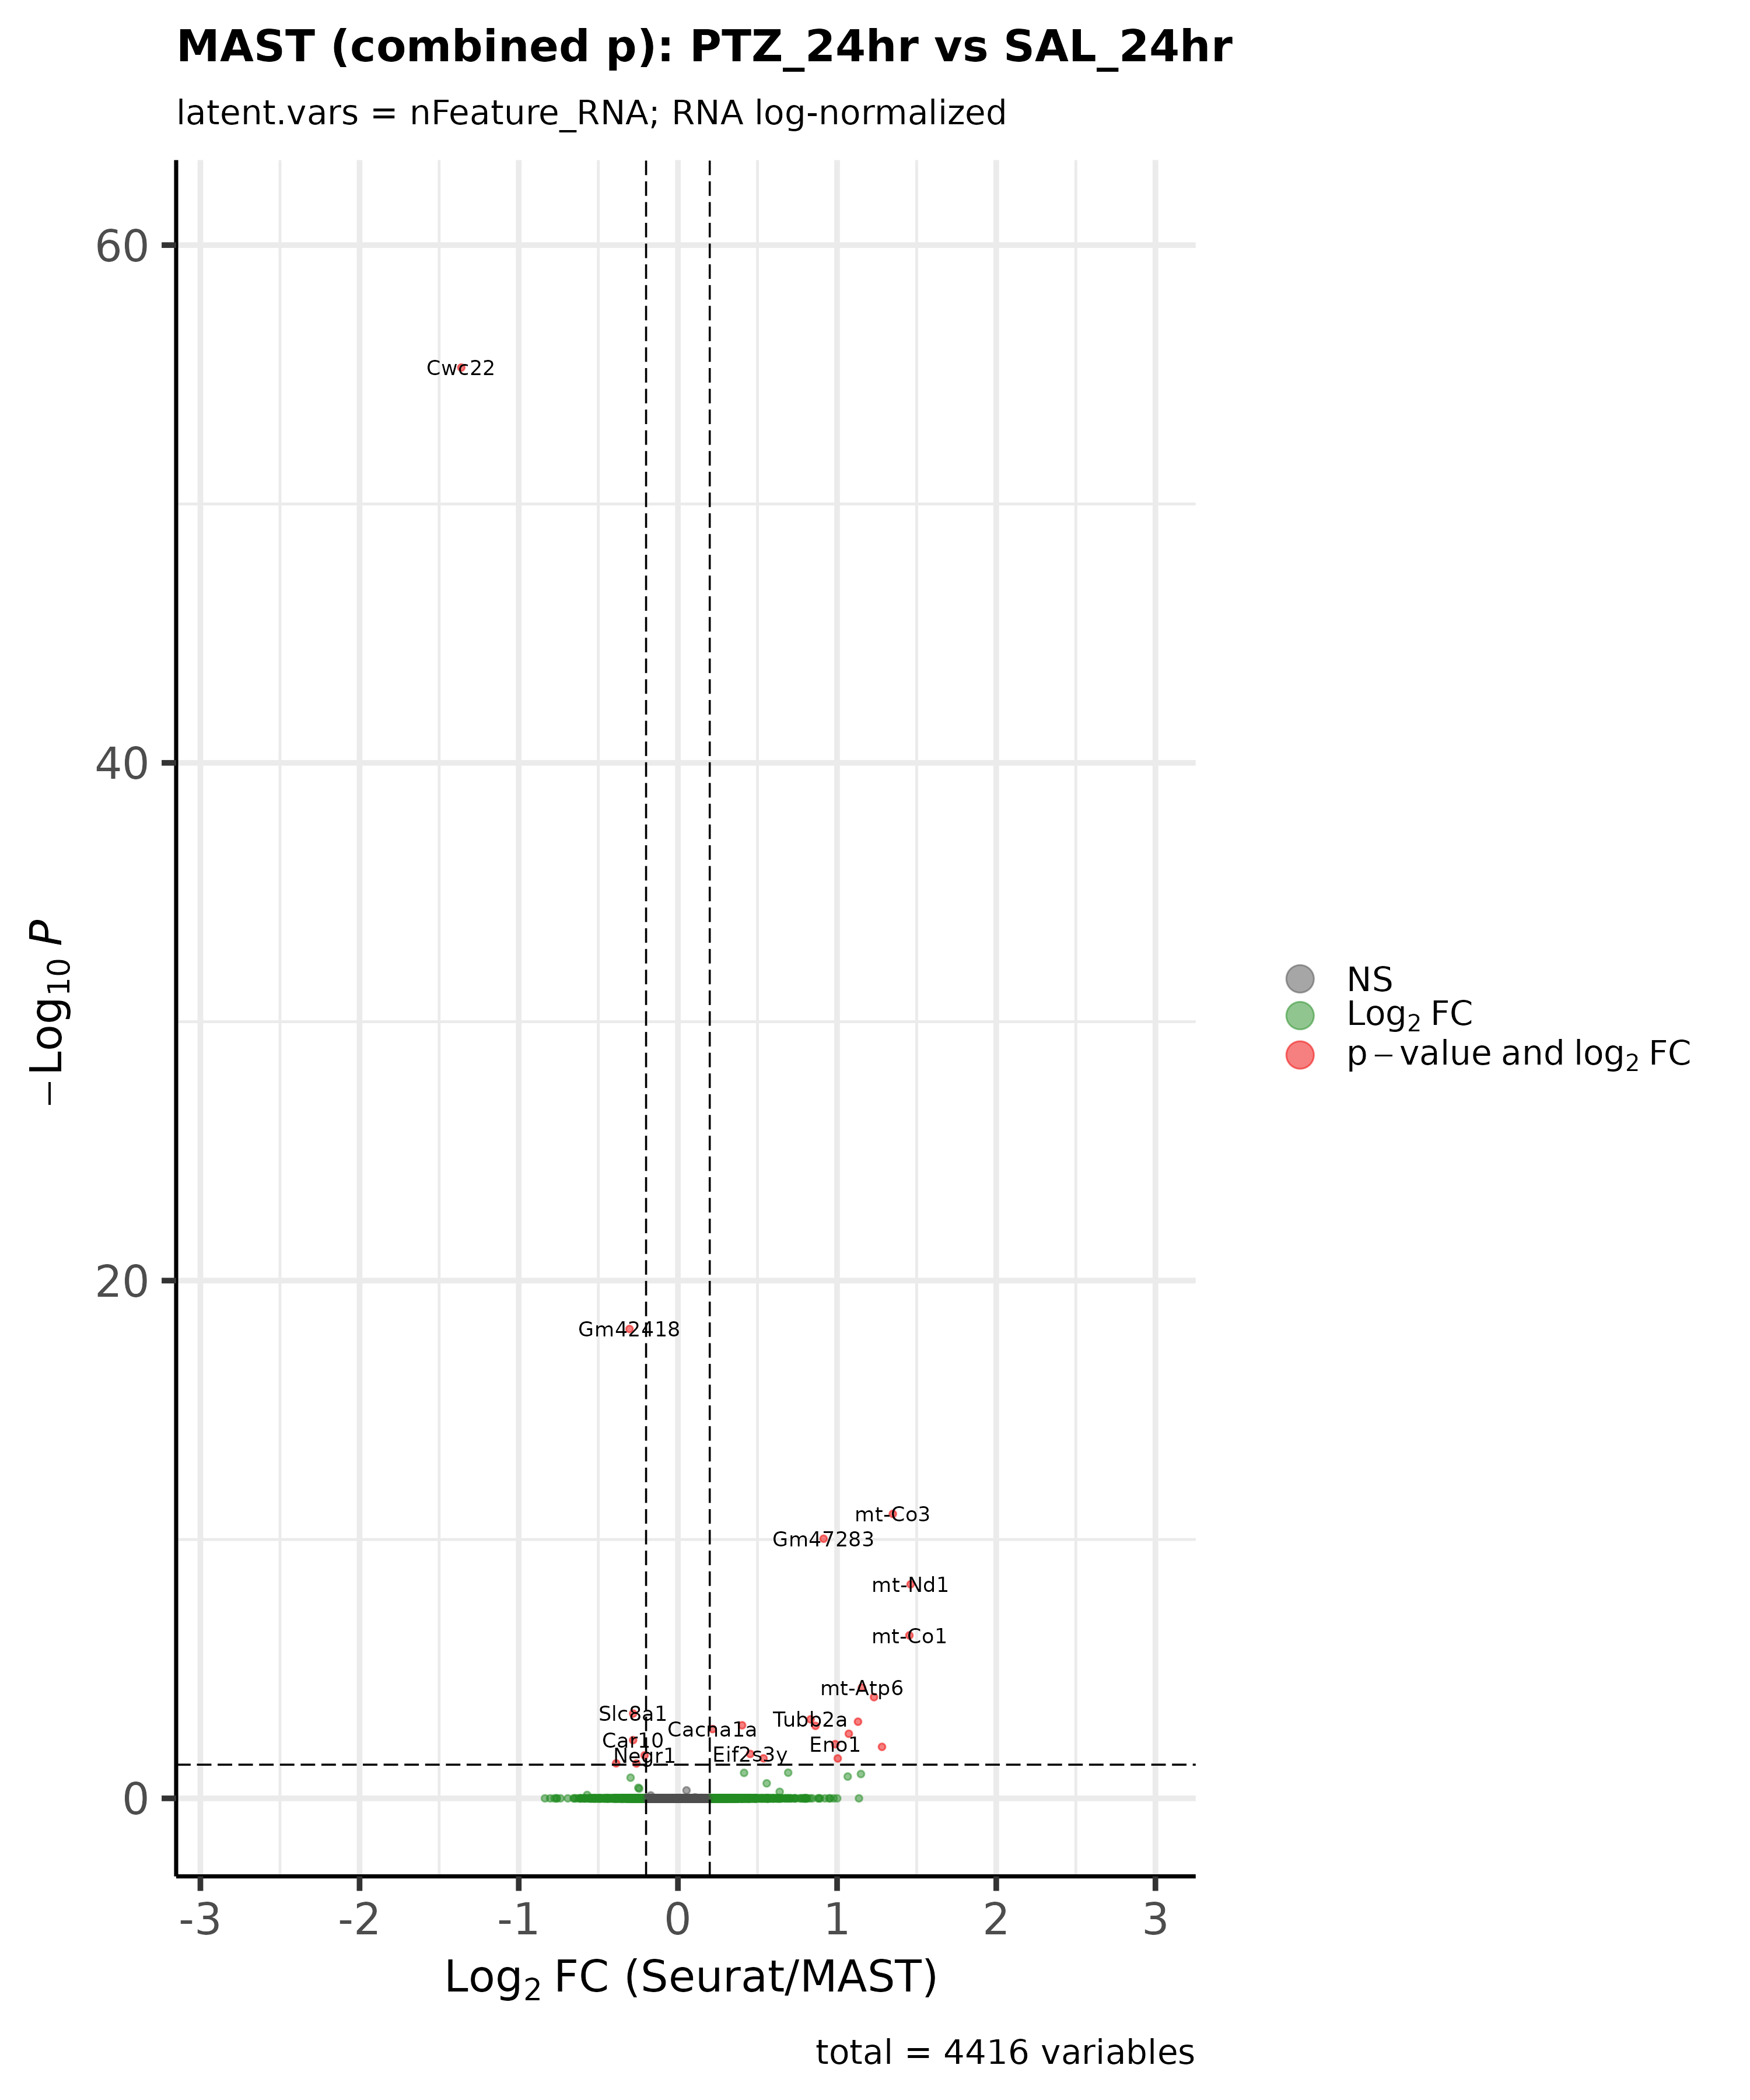 MAST (combined p): PTZ_24hr vs SAL_24hr
latent.vars = nFeature_RNA; RNA log-normalized
60
40
20
0
−Log10 P
Cwc22
Gm42418
mt-Co3
Gm47283
mt-Nd1
mt-Co1
mt-Atp6
Slc8a1
Tubb2a
Cacna1a
Car10
Eno1
Negr1
Eif2s3y
NS
Log2 FC
p−value and log2 FC
-3 -2 -1 0 1 2 3
Log2 FC (Seurat/MAST)
total = 4416 variables